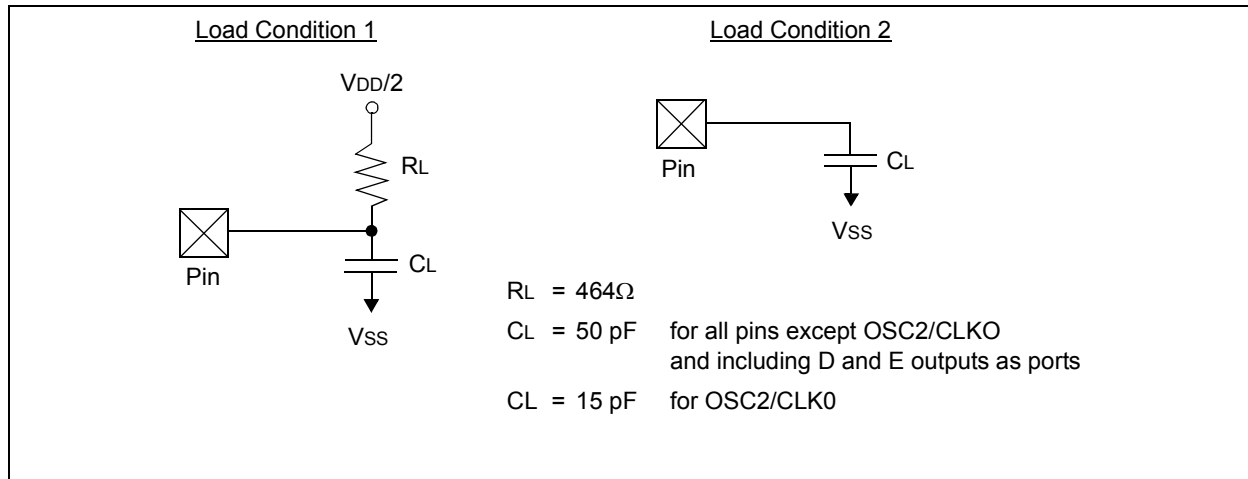 Load Condition 1
Load Condition 2
VDD/2
RL
Pin
CL
VSS
Pin
CL
VSS
RL = 464Ω
CL = 50 pF for all pins except OSC2/CLKO
and including D and E outputs as ports
CL = 15 pF for OSC2/CLK0